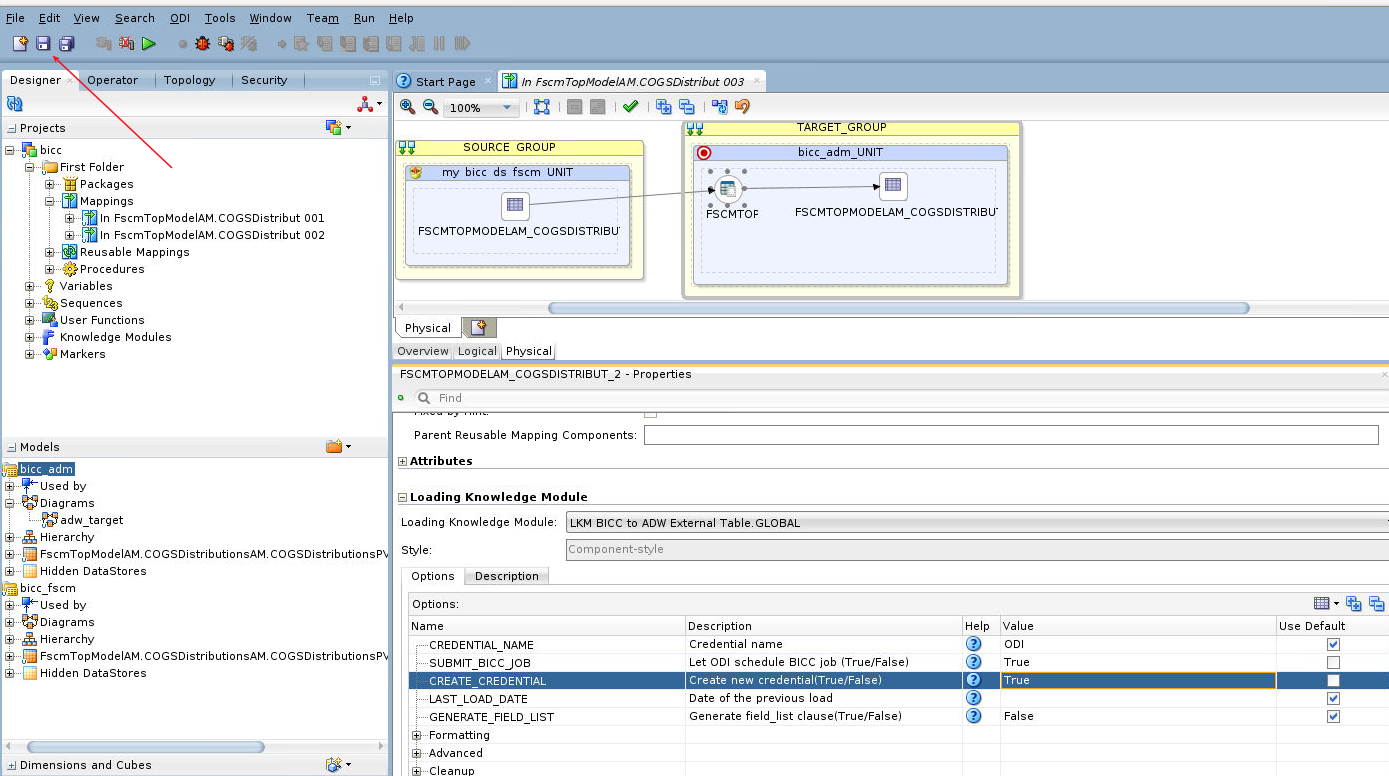 File Edit View Search ODI Tools Window Team Run Help
Designer Operator Topology Security
Projects
bicc
First Folder
Packages
Mappings
In FscmTopModelAM.COGSDistribut 001
In FscmTopModelAM.COGSDistribut 002
Reusable Mappings
Procedures
Variables
Sequences
User Functions
Knowledge Modules
Markers
Models
bicc_adm
Used by
Diagrams
adw_target
Hierarchy
FscmTopModelAM.COGSDistributionsAM.COGSDistributionsPV
Hidden DataStores
bicc_fscm
Used by
Diagrams
Hierarchy
FscmTopModelAM.COGSDistributionsAM.COGSDistributionsPV
Hidden DataStores
Dimensions and Cubes
Start Page In FscmTopModelAM.COGSDistribut 003
100%
SOURCE_GROUP
my_bicc_ds_fscm_UNIT
FSCMTOPMODELAM_COGSDISTRIBU
TARGET_GROUP
bicc_adm_UNIT
FSCMTOP
FSCMTOPMODELAM_COGSDISTRIBU
Physical
Overview Logical Physical
FSCMTOPMODELAM_COGSDISTRIBUT_2 - Properties
Find
Fixed by Hint:
Parent Reusable Mapping Components:
Attributes
Loading Knowledge Module
Loading Knowledge Module: LKM BICC to ADW External Table.GLOBAL
Style: Component-style
Options Description
Options:
Name Description Help Value Use Default
CREDENTIAL_NAME Credential name ODI
SUBMIT_BICC_JOB Let ODI schedule BICC job (True/False) True
CREATE_CREDENTIAL Create new credential(True/False) True
LAST_LOAD_DATE Date of the previous load
GENERATE_FIELD_LIST Generate field_list clause(True/False) False
Formatting
Advanced
Cleanup